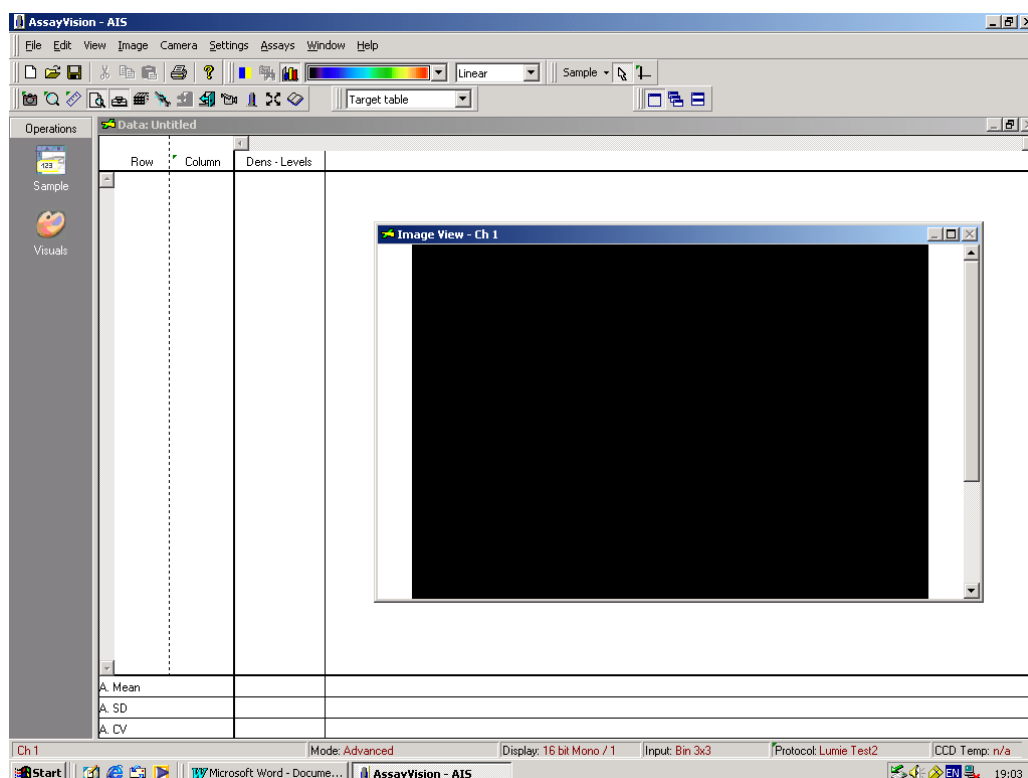 AssayVision - AIS
File Edit View Image Camera Settings Assays Window Help
Linear
Sample
Target table
Operations
Data: Untitled
Row Column Dens - Levels
123
Sample
Image View - Ch 1
Visuals
A. Mean
A. SD
A. CV
Ch 1 Mode: Advanced Display: 16 bit Mono / 1 Input: Bin 3x3 Protocol: Lumie Test2 CCD Temp: n/a
Start Microsoft Word - Docume... AssayVision - AIS EN 19:03